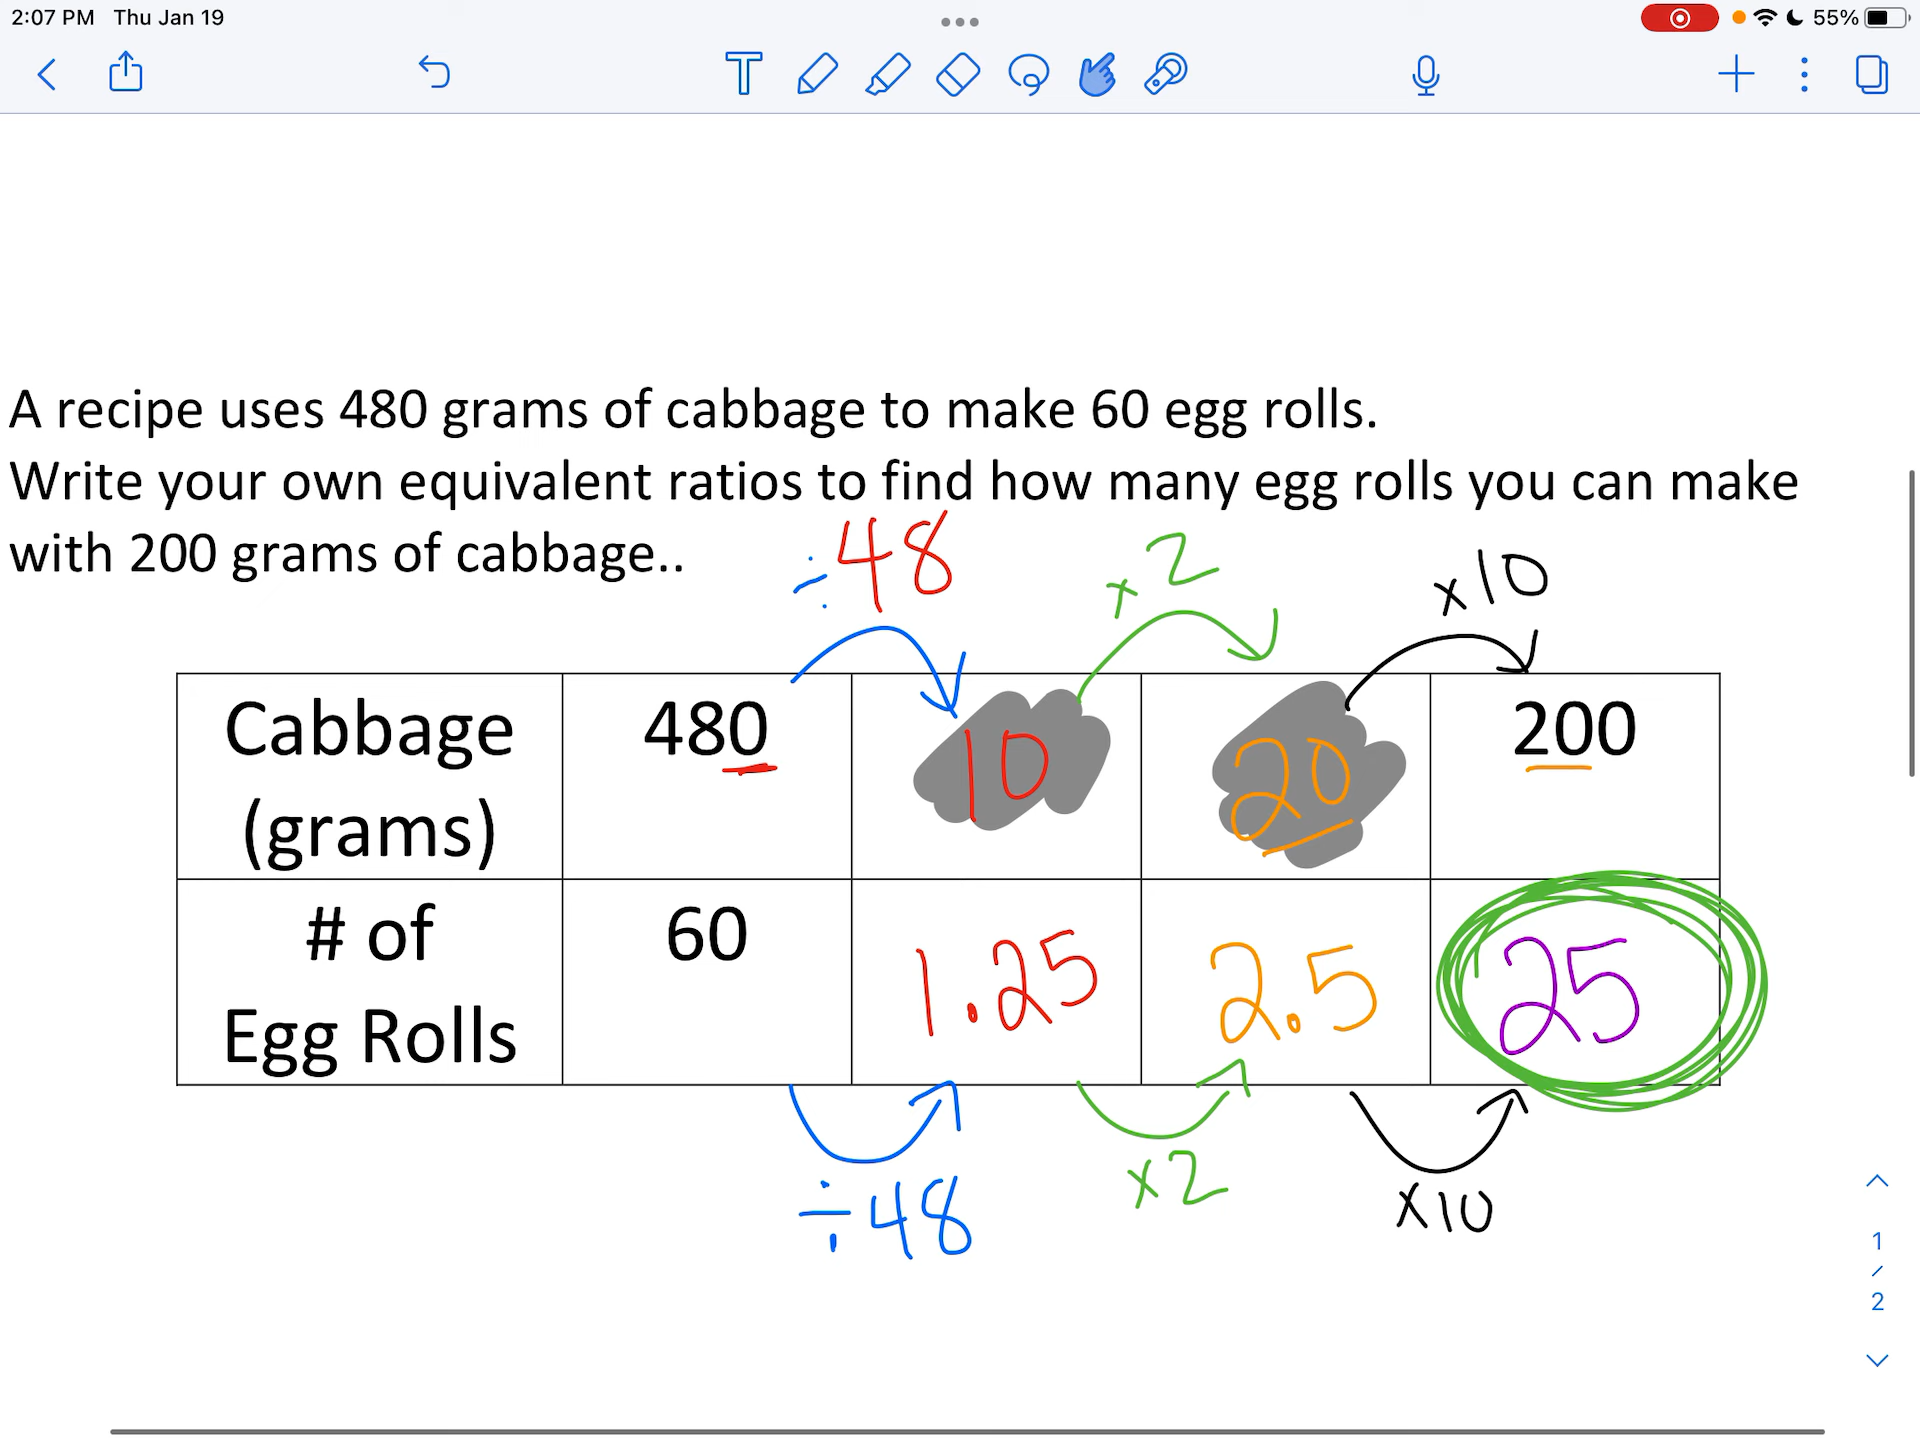 2:07 PM Thu Jan 19
55%
T
A recipe uses 480 grams of cabbage to make 60 egg rolls.
Write your own equivalent ratios to find how many egg rolls you can make
with 200 grams of cabbage..
÷48 x2 x10
Cabbage (grams) 480 10 20 200
# of Egg Rolls 60 1.25 2.5 25
÷48 x2 x10
1
/
2